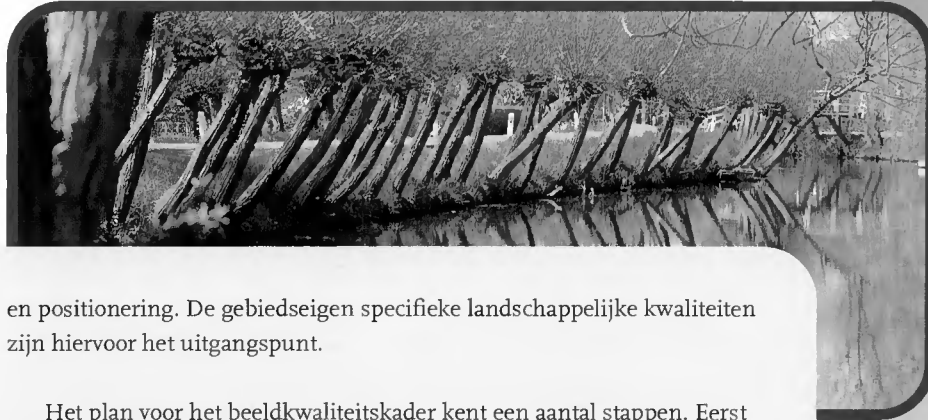 en positionering. De gebiedseigen specifieke landschappelijke kwaliteiten
zijn hiervoor het uitgangspunt.
Het plan voor het beeldkwaliteitskader kent een aantal stappen. Eerst